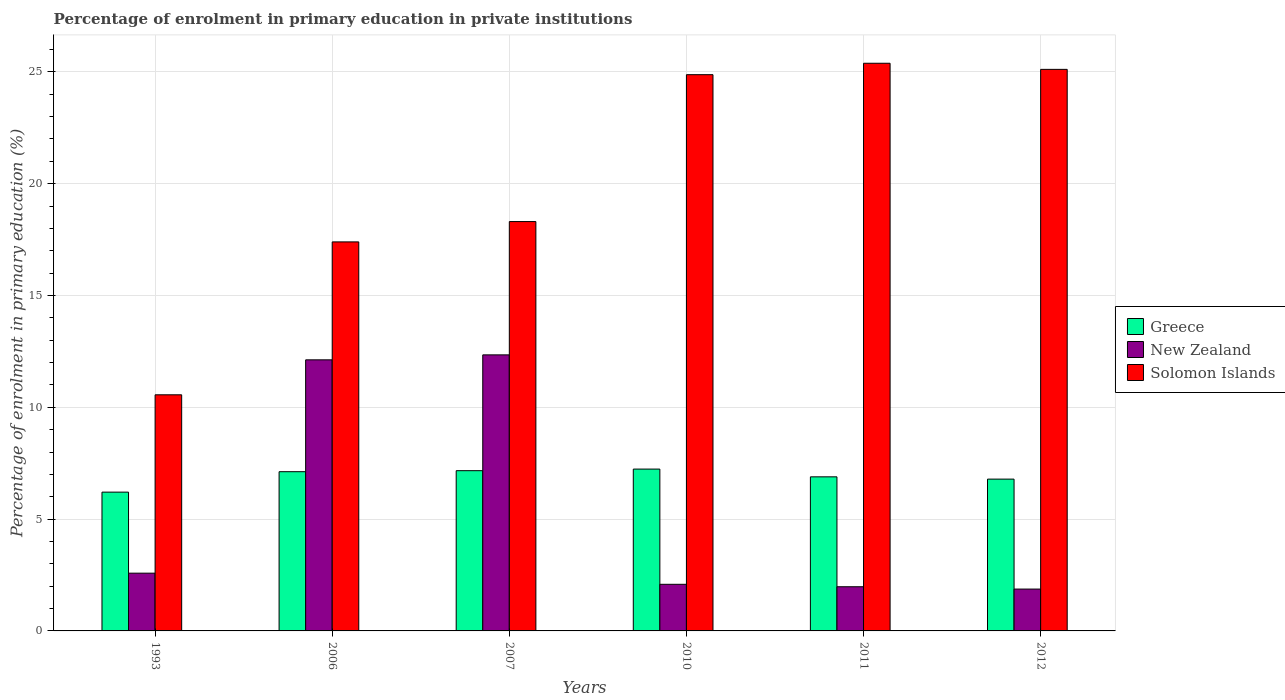 Percentage of enrolment in primary education in private institutions
Percentage of enrolment in primary education (%)
25
20
15
10
5
0
1993
2006
2007
2010
2011
2012
Years
Greece
New Zealand
Solomon Islands